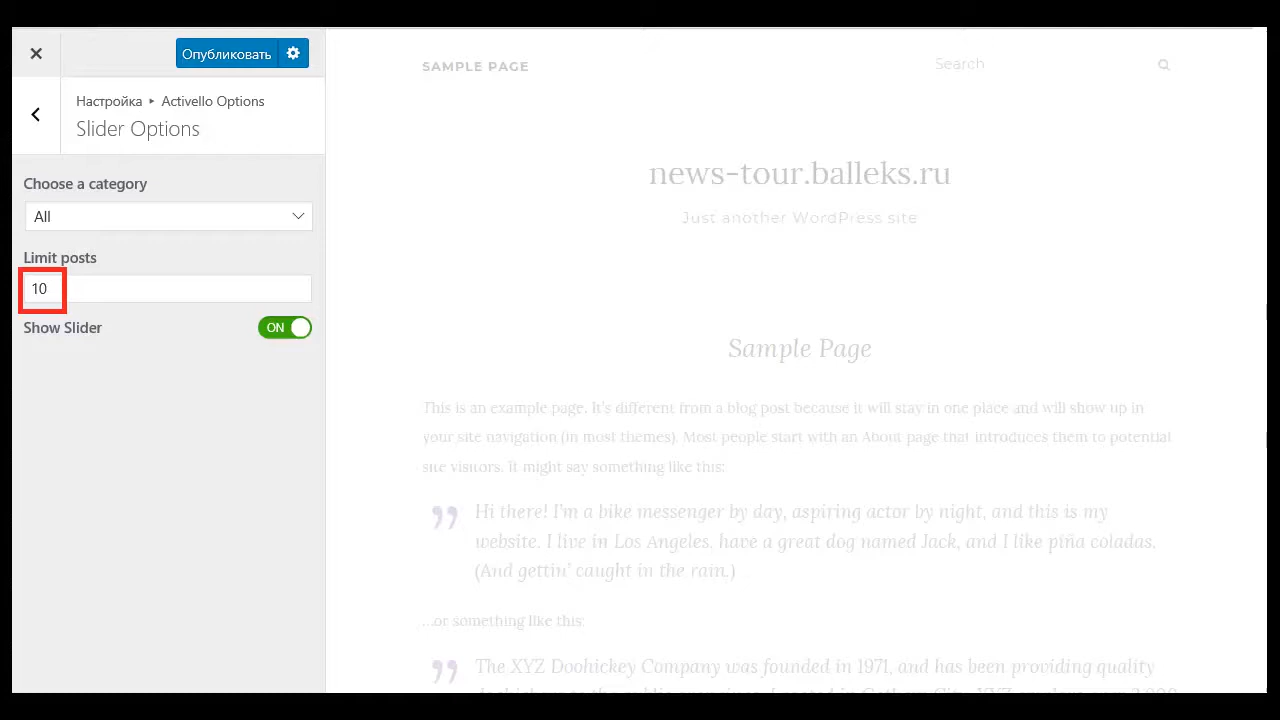 Опубликовать
Настройка ▸ Activello Options
Slider Options
Choose a category
All
Limit posts
10
Show Slider
ON
SAMPLE PAGE
Search
news-tour.balleks.ru
Just another WordPress site
Sample Page
This is an example page. It's different from a blog post because it will stay in one place and will show up in
your site navigation (in most themes). Most people start with an About page that introduces them to potential
site visitors. It might say something like this:
Hi there! I'm a bike messenger by day, aspiring actor by night, and this is my
website. I live in Los Angeles, have a great dog named Jack, and I like piña coladas.
(And gettin' caught in the rain.)
…or something like this:
The XYZ Doohickey Company was founded in 1971, and has been providing quality